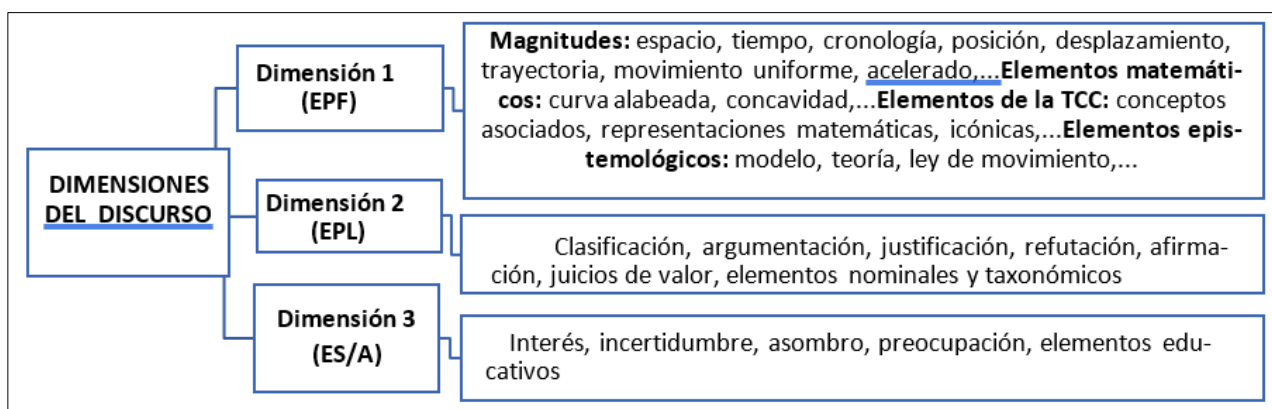 DIMENSIONES
DEL DISCURSO
Dimensión 1
(EPF)
Magnitudes: espacio, tiempo, cronología, posición, desplazamiento,
trayectoria, movimiento uniforme, acelerado,...Elementos matemáti-
cos: curva alabeada, concavidad,...Elementos de la TCC: conceptos
asociados, representaciones matemáticas, icónicas,...Elementos epis-
temológicos: modelo, teoría, ley de movimiento,...
Dimensión 2
(EPL)
Clasificación, argumentación, justificación, refutación, afirma-
ción, juicios de valor, elementos nominales y taxonómicos
Dimensión 3
(ES/A)
Interés, incertidumbre, asombro, preocupación, elementos edu-
cativos